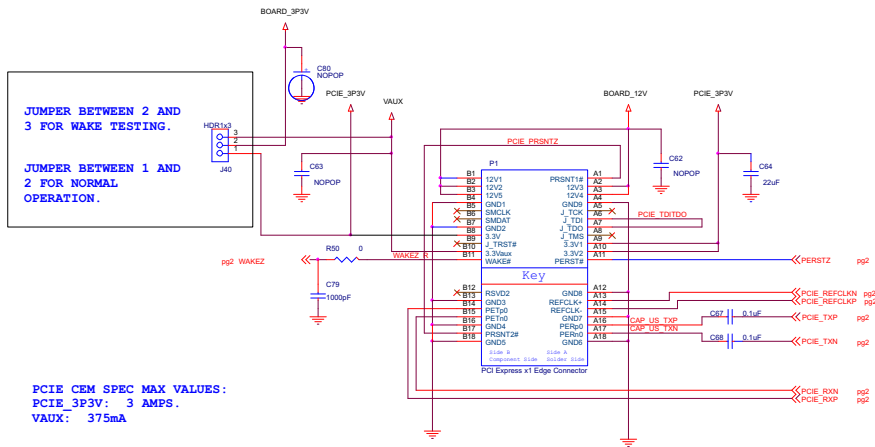 BOARD_3P3V
C80
NOPOP
PCIE_3P3V
VAUX
BOARD_12V
PCIE_3P3V
JUMPER BETWEEN 2 AND
3 FOR WAKE TESTING.
JUMPER BETWEEN 1 AND
2 FOR NORMAL
OPERATION.
HDR1x3
3
2
1
J40
C63
NOPOP
PCIE_PRSNTZ
P1
C62
NOPOP
C64
22uF
B1 12V1 PRSNT1# A1
B2 12V2 12V3 A2
B3 12V5 12V4 A3
B4 GND1 GND9 A4
B5 SMCLK J_TCK A5
B6 SMDAT J_TDI A6 PCIE_TDITDO
B7 GND2 J_TDO A7
B8 3.3V J_TMS A8
B9 J_TRST# 3.3V1 A9
B10 3.3Vaux 3.3V2 A10
B11 WAKE# PERST# A11
pg2 WAKEZ
R50 0
WAKEZ_R
PERSTZ pg2
C79
1000pF
Key
B12 RSVD2 GND8 A12
B13 GND3 REFCLK+ A13
B14 PETp0 REFCLK- A14
B15 PETn0 GND7 A15
B16 GND4 PERp0 A16
B17 PRSNT2# PERn0 A17
B18 GND5 GND6 A18
PCIE_REFCLKN pg2
PCIE_REFCLKP pg2
CAP_US_TXP C67 0.1uF PCIE_TXP pg2
CAP_US_TXN C68 0.1uF PCIE_TXN pg2
Side B Side A
Component Side Solder Side
PCI Express x1 Edge Connector
PCIE_RXN pg2
PCIE_RXP pg2
PCIE CEM SPEC MAX VALUES:
PCIE_3P3V: 3 AMPS.
VAUX: 375mA